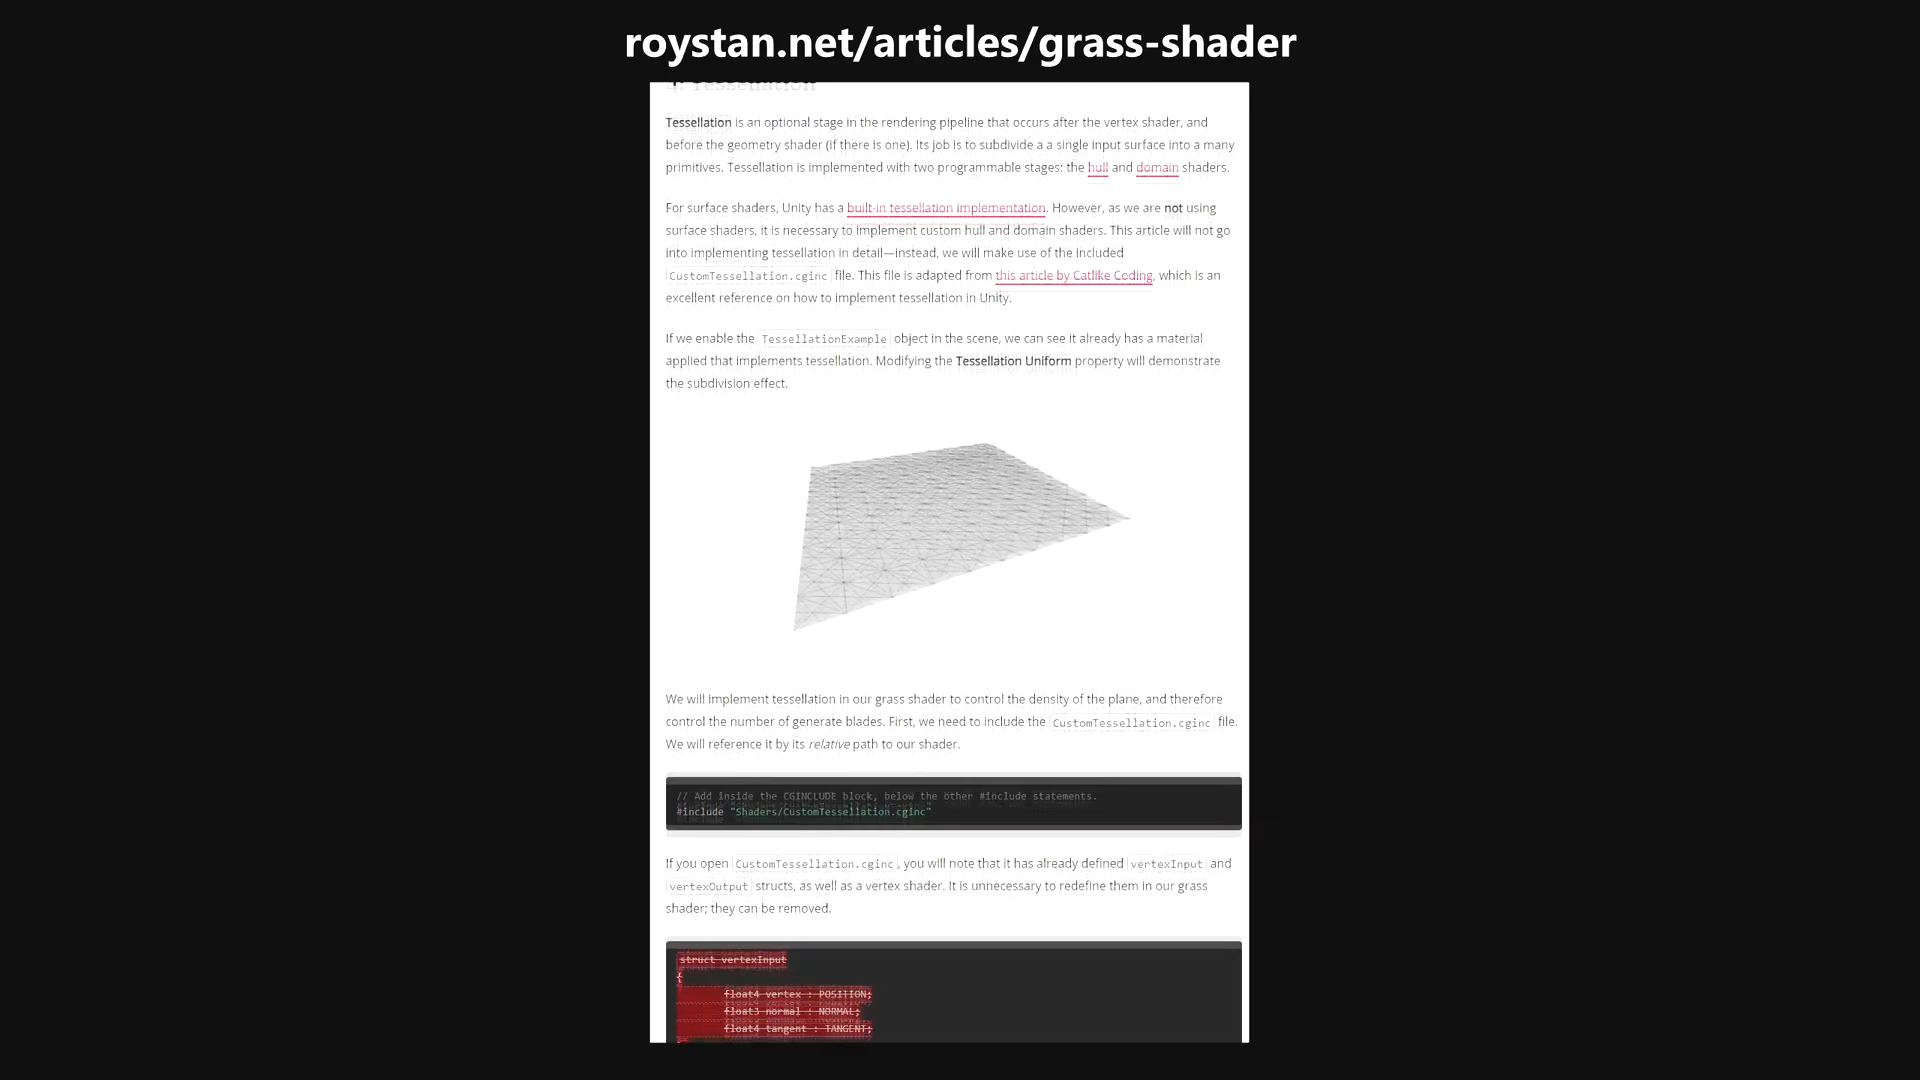 roystan.net/articles/grass-shader
4. Tessellation
Tessellation is an optional stage in the rendering pipeline that occurs after the vertex shader, and
before the geometry shader (if there is one). Its job is to subdivide a a single input surface into a many
primitives. Tessellation is implemented with two programmable stages: the hull and domain shaders.
For surface shaders, Unity has a built-in tessellation implementation. However, as we are not using
surface shaders, it is necessary to implement custom hull and domain shaders. This article will not go
into implementing tessellation in detail—instead, we will make use of the included
CustomTessellation.cginc file. This file is adapted from this article by Catlike Coding, which is an
excellent reference on how to implement tessellation in Unity.
If we enable the TessellationExample object in the scene, we can see it already has a material
applied that implements tessellation. Modifying the Tessellation Uniform property will demonstrate
the subdivision effect.
We will implement tessellation in our grass shader to control the density of the plane, and therefore
control the number of generate blades. First, we need to include the CustomTessellation.cginc file.
We will reference it by its relative path to our shader.
// Add inside the CGINCLUDE block, below the other #include statements.
#include "Shaders/CustomTessellation.cginc"
If you open CustomTessellation.cginc, you will note that it has already defined vertexInput and
vertexOutput structs, as well as a vertex shader. It is unnecessary to redefine them in our grass
shader; they can be removed.
struct vertexInput
{
float4 vertex : POSITION;
float3 normal : NORMAL;
float4 tangent : TANGENT;